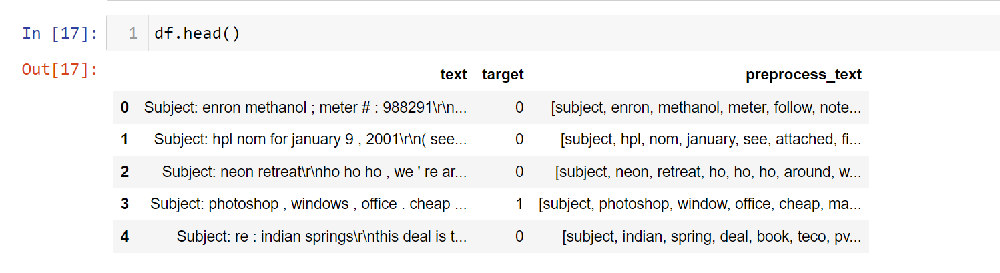 In [17]: 1 df.head()
Out[17]:
text target preprocess_text
0 Subject: enron methanol ; meter # : 988291\r\n... 0 [subject, enron, methanol, meter, follow, note...
1 Subject: hpl nom for january 9 , 2001\r\n( see... 0 [subject, hpl, nom, january, see, attached, fi...
2 Subject: neon retreat\r\nho ho ho , we ' re ar... 0 [subject, neon, retreat, ho, ho, ho, around, w...
3 Subject: photoshop , windows , office . cheap ... 1 [subject, photoshop, window, office, cheap, ma...
4 Subject: re : indian springs\r\nthis deal is t... 0 [subject, indian, spring, deal, book, teco, pv...